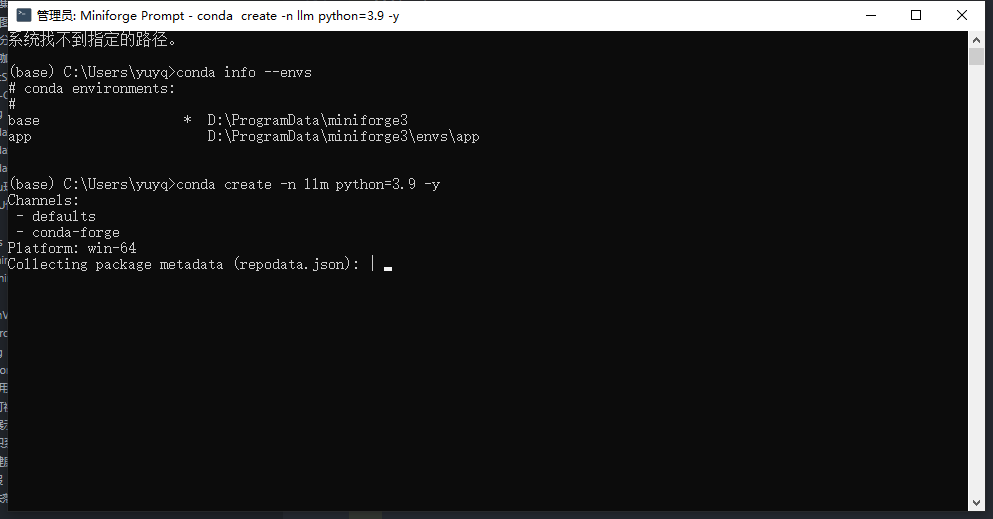 管理员: Miniforge Prompt - conda  create -n llm python=3.9 -y
系统找不到指定的路径。
(base) C:\Users\yuyq>conda info --envs
# conda environments:
#
base                  *  D:\ProgramData\miniforge3
app                      D:\ProgramData\miniforge3\envs\app
(base) C:\Users\yuyq>conda create -n llm python=3.9 -y
Channels:
 - defaults
 - conda-forge
Platform: win-64
Collecting package metadata (repodata.json): |